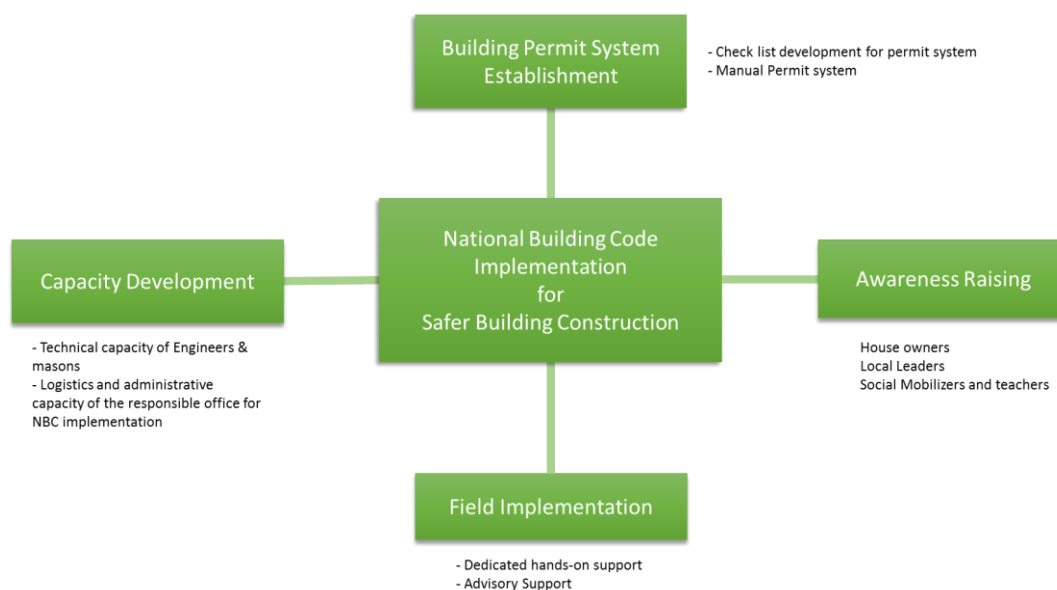 Building Permit System
Establishment
- Check list development for permit system
- Manual Permit system
National Building Code
Implementation
for
Safer Building Construction
Capacity Development
- Technical capacity of Engineers &
masons
- Logistics and administrative
capacity of the responsible office for
NBC implementation
Awareness Raising
House owners
Local Leaders
Social Mobilizers and teachers
Field Implementation
- Dedicated hands-on support
- Advisory Support